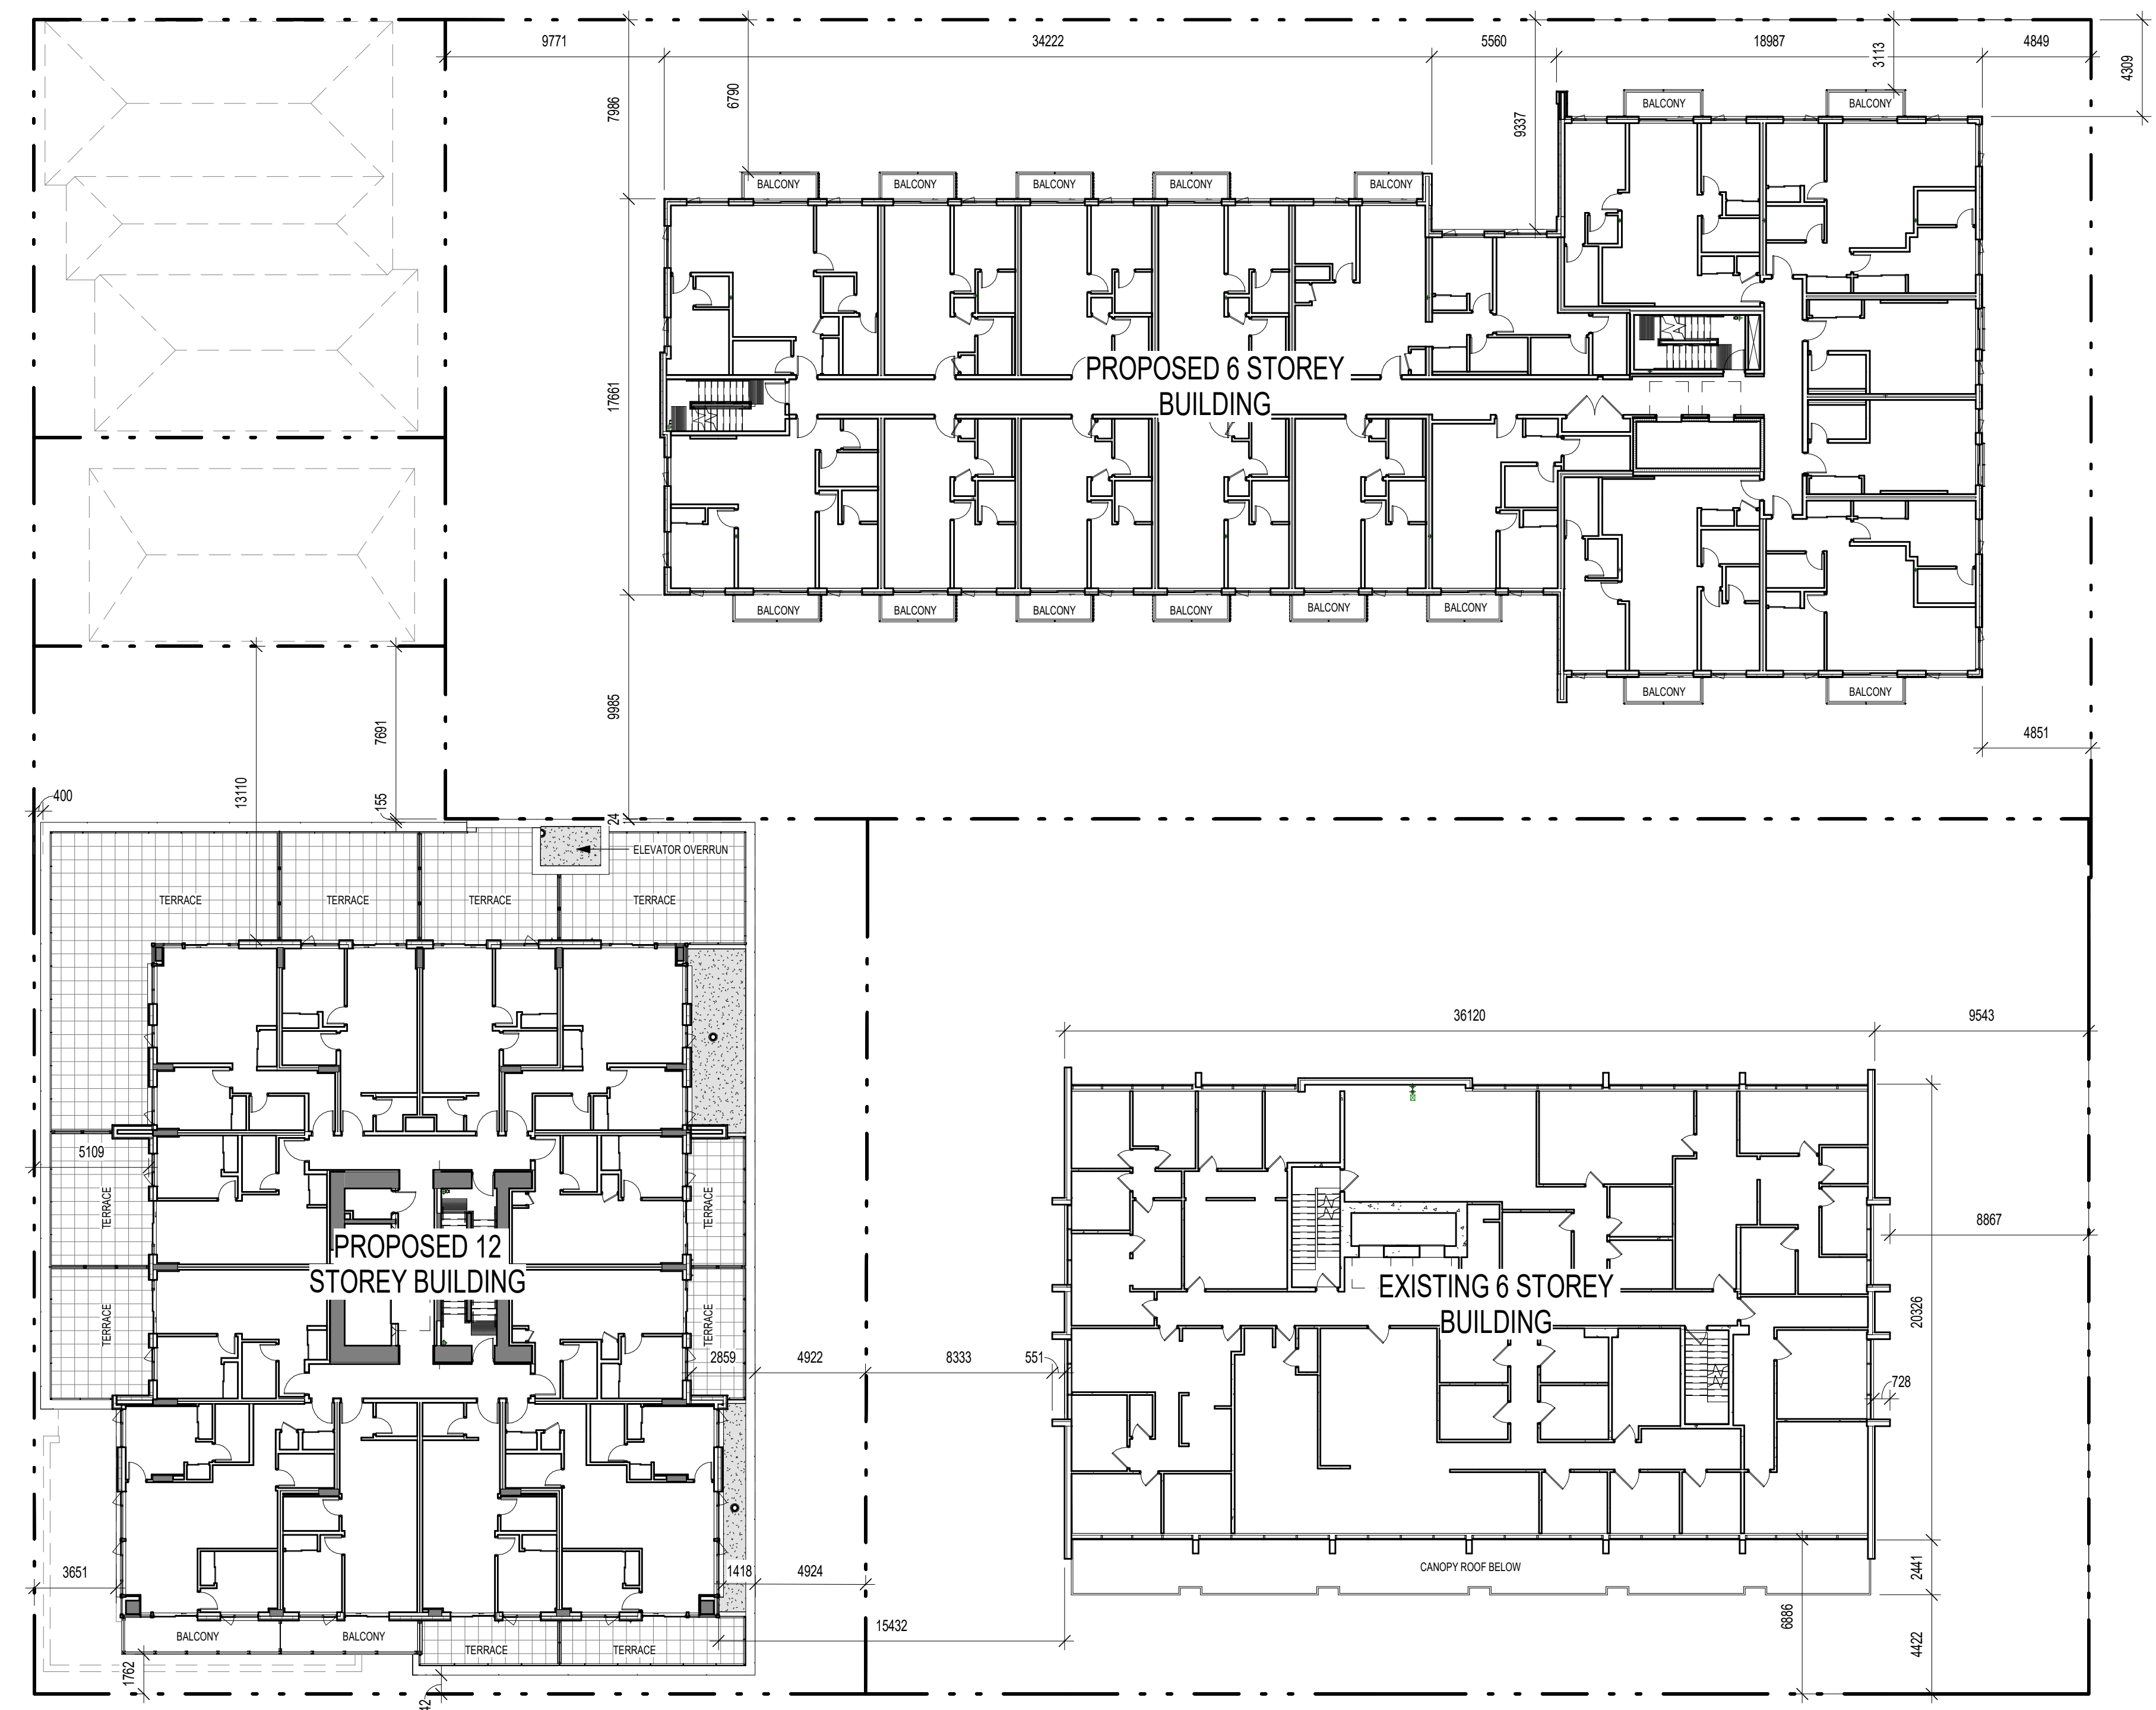 9771
34222
5560
18987
4849
3113
4309
7986
6790
9337
BALCONY
BALCONY
BALCONY
BALCONY
BALCONY
BALCONY
BALCONY
17661
PROPOSED 6 STOREY
BUILDING
BALCONY
BALCONY
BALCONY
BALCONY
BALCONY
BALCONY
BALCONY
BALCONY
9985
4851
7691
13110
400
155
24
ELEVATOR OVERRUN
TERRACE
TERRACE
TERRACE
TERRACE
36120
9543
5109
TERRACE
TERRACE
8867
PROPOSED 12
STOREY BUILDING
EXISTING 6 STOREY
BUILDING
20326
TERRACE
TERRACE
2859
4922
8333
551
728
3651
1418
4924
CANOPY ROOF BELOW
2441
15432
6886
4422
BALCONY
BALCONY
TERRACE
TERRACE
1762